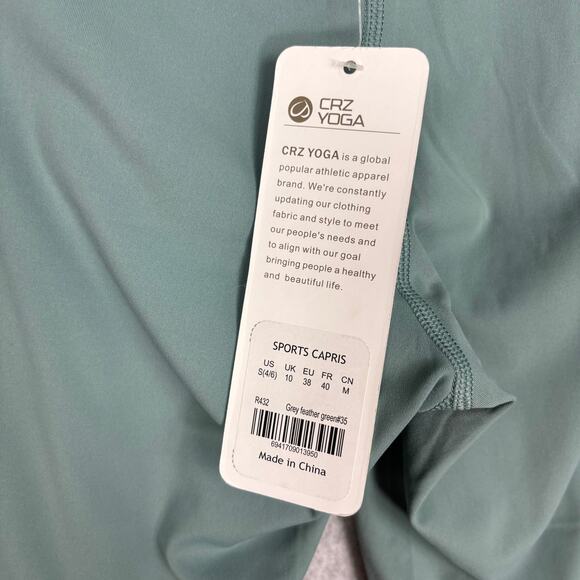 CRZ
YOGA
CRZ YOGA is a global
popular athletic apparel
brand. We're constantly
updating our clothing
fabric and style to meet
our people's needs and
to align with our goal
bringing people a healthy
and beautiful life.
SPORTS CAPRIS
US UK EU FR CN
S(4/6) 10 38 40 M
R432 Grey feather green#35
6941709013950
Made in China